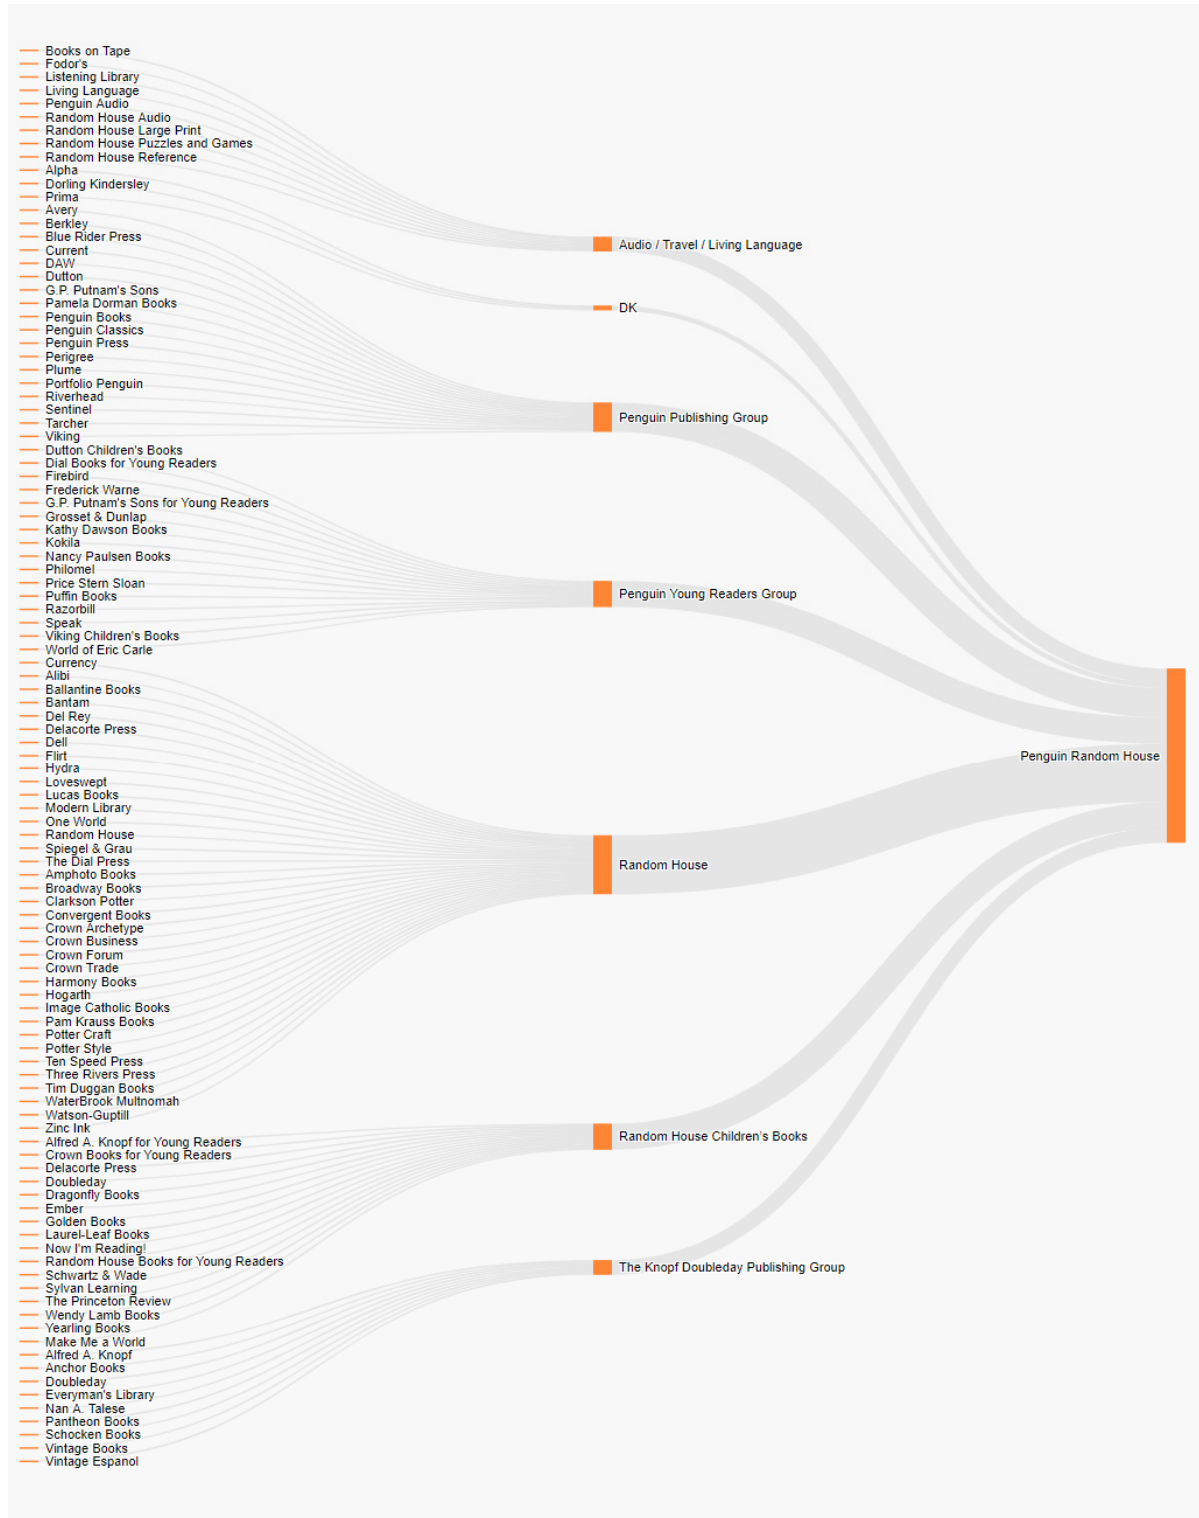 Books on Tape
Fodor's
Listening Library
Living Language
Penguin Audio
Random House Audio
Random House Large Print
Random House Puzzles and Games
Random House Reference
Alpha
Dorling Kindersley
Prima
Avery
Berkley
Blue Rider Press
Current
DAW
Dutton
G.P. Putnam's Sons
Pamela Dorman Books
Penguin Books
Penguin Classics
Penguin Press
Perigree
Plume
Portfolio Penguin
Riverhead
Sentinel
Tarcher
Viking
Dutton Children's Books
Dial Books for Young Readers
Firebird
Frederick Warne
G.P. Putnam's Sons for Young Readers
Grosset & Dunlap
Kathy Dawson Books
Kokila
Nancy Paulsen Books
Philomel
Price Stern Sloan
Puffin Books
Razorbill
Speak
Viking Children's Books
World of Eric Carle
Currency
Alibi
Ballantine Books
Bantam
Del Rey
Delacorte Press
Dell
Flirt
Hydra
Loveswept
Lucas Books
Modern Library
One World
Random House
Spiegel & Grau
The Dial Press
Amphoto Books
Broadway Books
Clarkson Potter
Convergent Books
Crown Archetype
Crown Business
Crown Forum
Crown Trade
Harmony Books
Hogarth
Image Catholic Books
Pam Krauss Books
Potter Craft
Potter Style
Ten Speed Press
Three Rivers Press
Tim Duggan Books
WaterBrook Multnomah
Watson-Guptill
Zinc Ink
Alfred A. Knopf for Young Readers
Crown Books for Young Readers
Delacorte Press
Doubleday
Dragonfly Books
Ember
Golden Books
Laurel-Leaf Books
Now I'm Reading!
Random House Books for Young Readers
Schwartz & Wade
Sylvan Learning
The Princeton Review
Wendy Lamb Books
Yearling Books
Make Me a World
Alfred A. Knopf
Anchor Books
Doubleday
Everyman's Library
Nan A. Talese
Pantheon Books
Schocken Books
Vintage Books
Vintage Espanol
Audio / Travel / Living Language
DK
Penguin Publishing Group
Penguin Young Readers Group
Random House
Random House Children's Books
The Knopf Doubleday Publishing Group
Penguin Random House